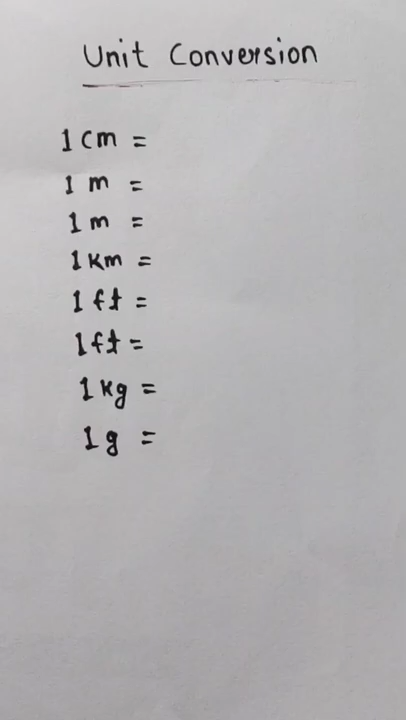 Unit Conversion
1 cm =
1 m =
1 m =
1 km =
1 ft =
1 ft =
1 kg =
1 g =